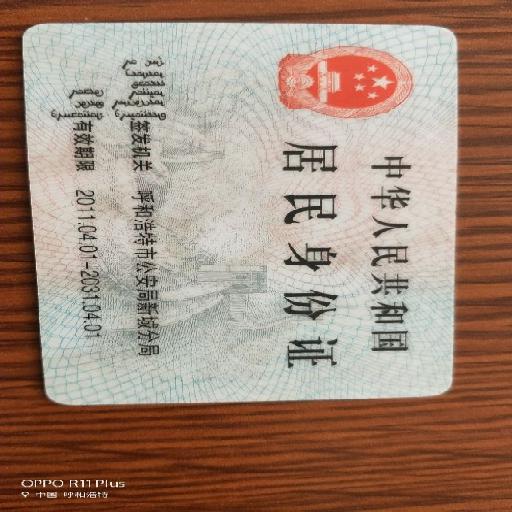 中华人民共和国
居民身份证
签发机关 呼和浩特市公安局新城分局
有效期限 2011.04.01-2031.04.01
OPPO R11 Plus
中国 呼和浩特